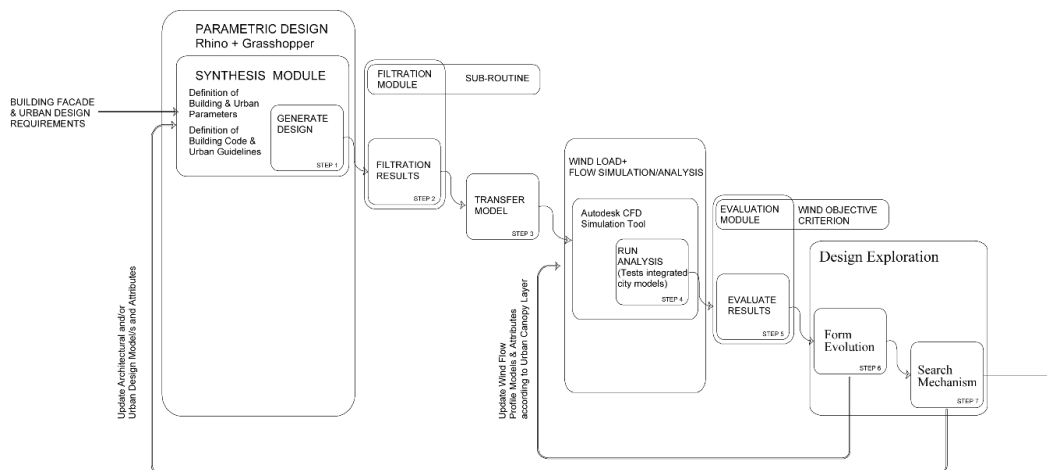 PARAMETRIC DESIGN
Rhino + Grasshopper
SYNTHESIS MODULE
Definition of
Building & Urban
Parameters
Definition of
Building Code &
Urban Guidelines
GENERATE
DESIGN
STEP 1
BUILDING FACADE
& URBAN DESIGN
REQUIREMENTS
FILTRATION
MODULE
SUB-ROUTINE
FILTRATION
RESULTS
STEP 2
TRANSFER
MODEL
STEP 3
WIND LOAD+
FLOW SIMULATION/ANALYSIS
Autodesk CFD
Simulation Tool
RUN
ANALYSIS
(Tests integrated
city models)
STEP 4
EVALUATION
MODULE
WIND OBJECTIVE
CRITERION
EVALUATE
RESULTS
STEP 5
Design Exploration
Form
Evolution
STEP 6
Search
Mechanism
STEP 7
Update Architectural and/or
Urban Design Model/s and Attributes
Update Wind Flow
Profile Models & Attributes
according to Urban Canopy Layer